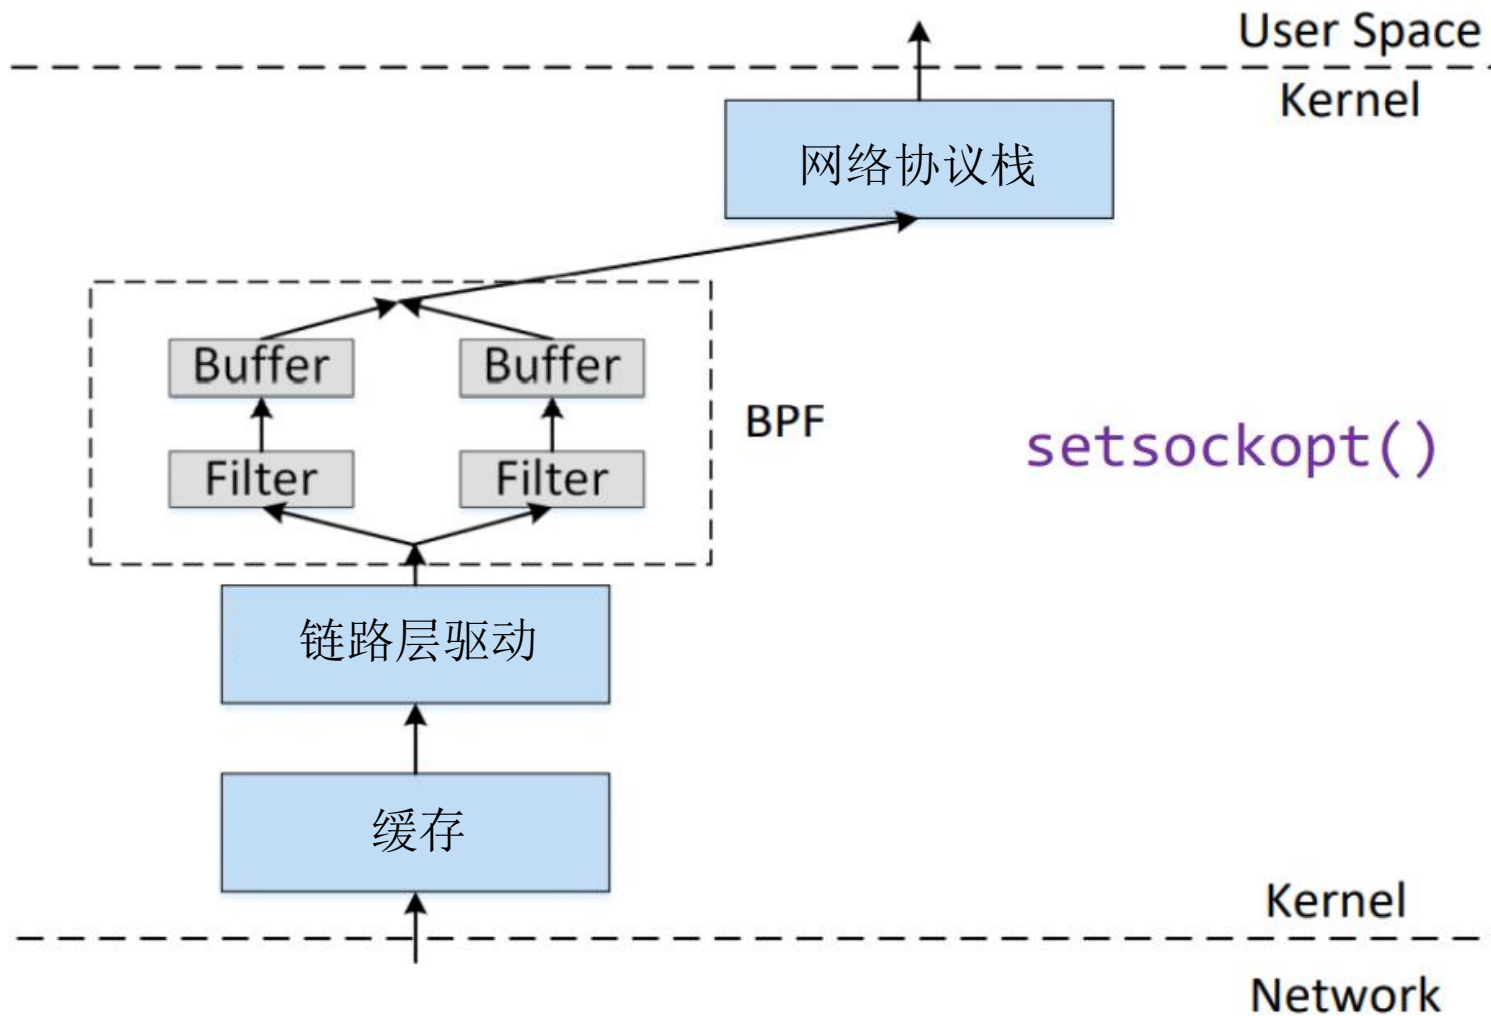 User Space
Kernel
网络协议栈
Buffer
Buffer
BPF
setsockopt()
Filter
Filter
链路层驱动
缓存
Kernel
Network